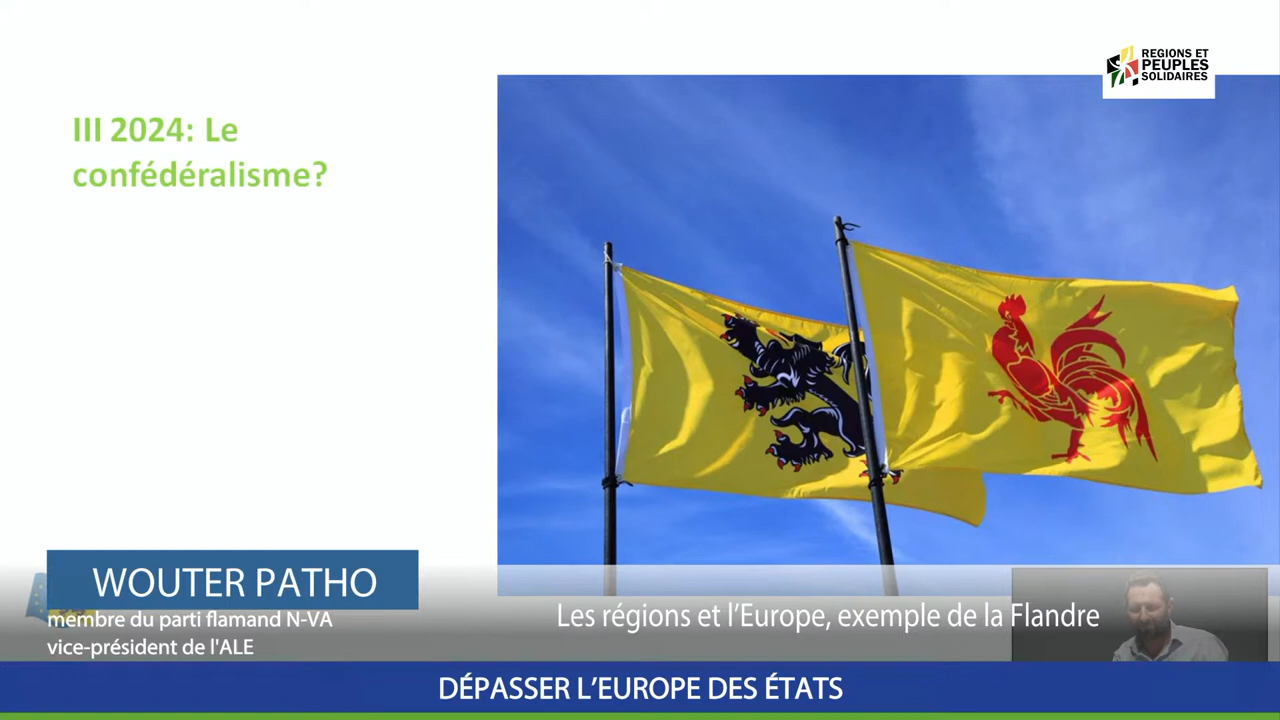 REGIONS ET
PEUPLES
SOLIDAIRES
III 2024: Le
confédéralisme?
WOUTER PATHO
membre du parti flamand N-VA
vice-président de l'ALE
Les régions et l’Europe, exemple de la Flandre
DÉPASSER L’EUROPE DES ÉTATS